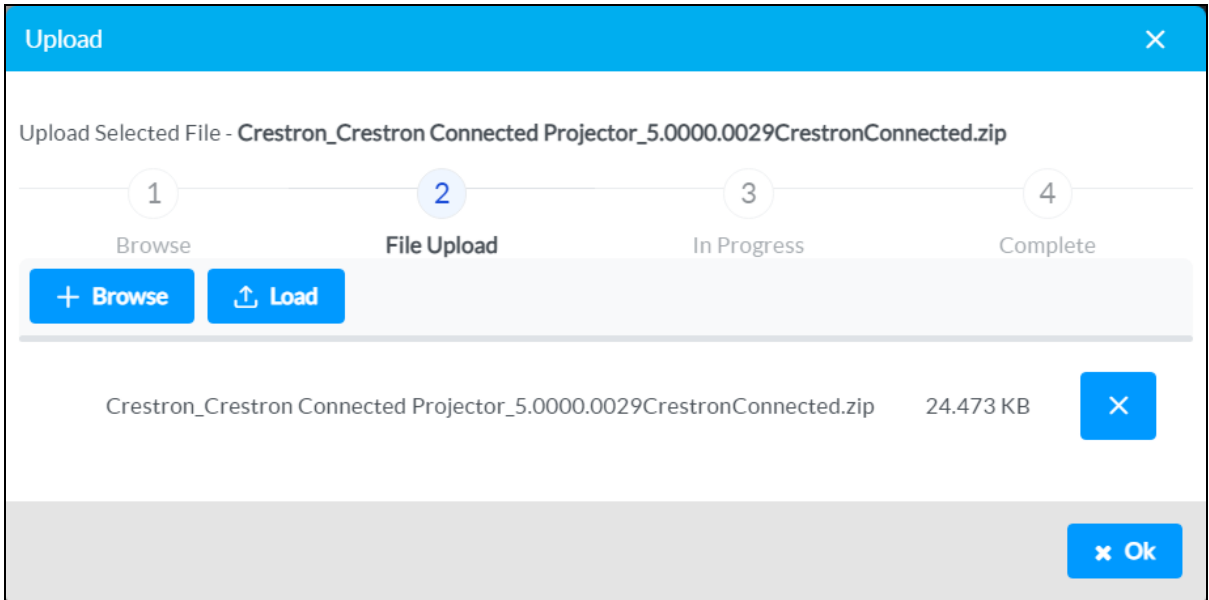 Upload
Upload Selected File - Crestron_Crestron Connected Projector_5.0000.0029CrestronConnected.zip
1 2 3 4
Browse File Upload In Progress Complete
Browse Load
Crestron_Crestron Connected Projector_5.0000.0029CrestronConnected.zip 24.473 KB
Ok